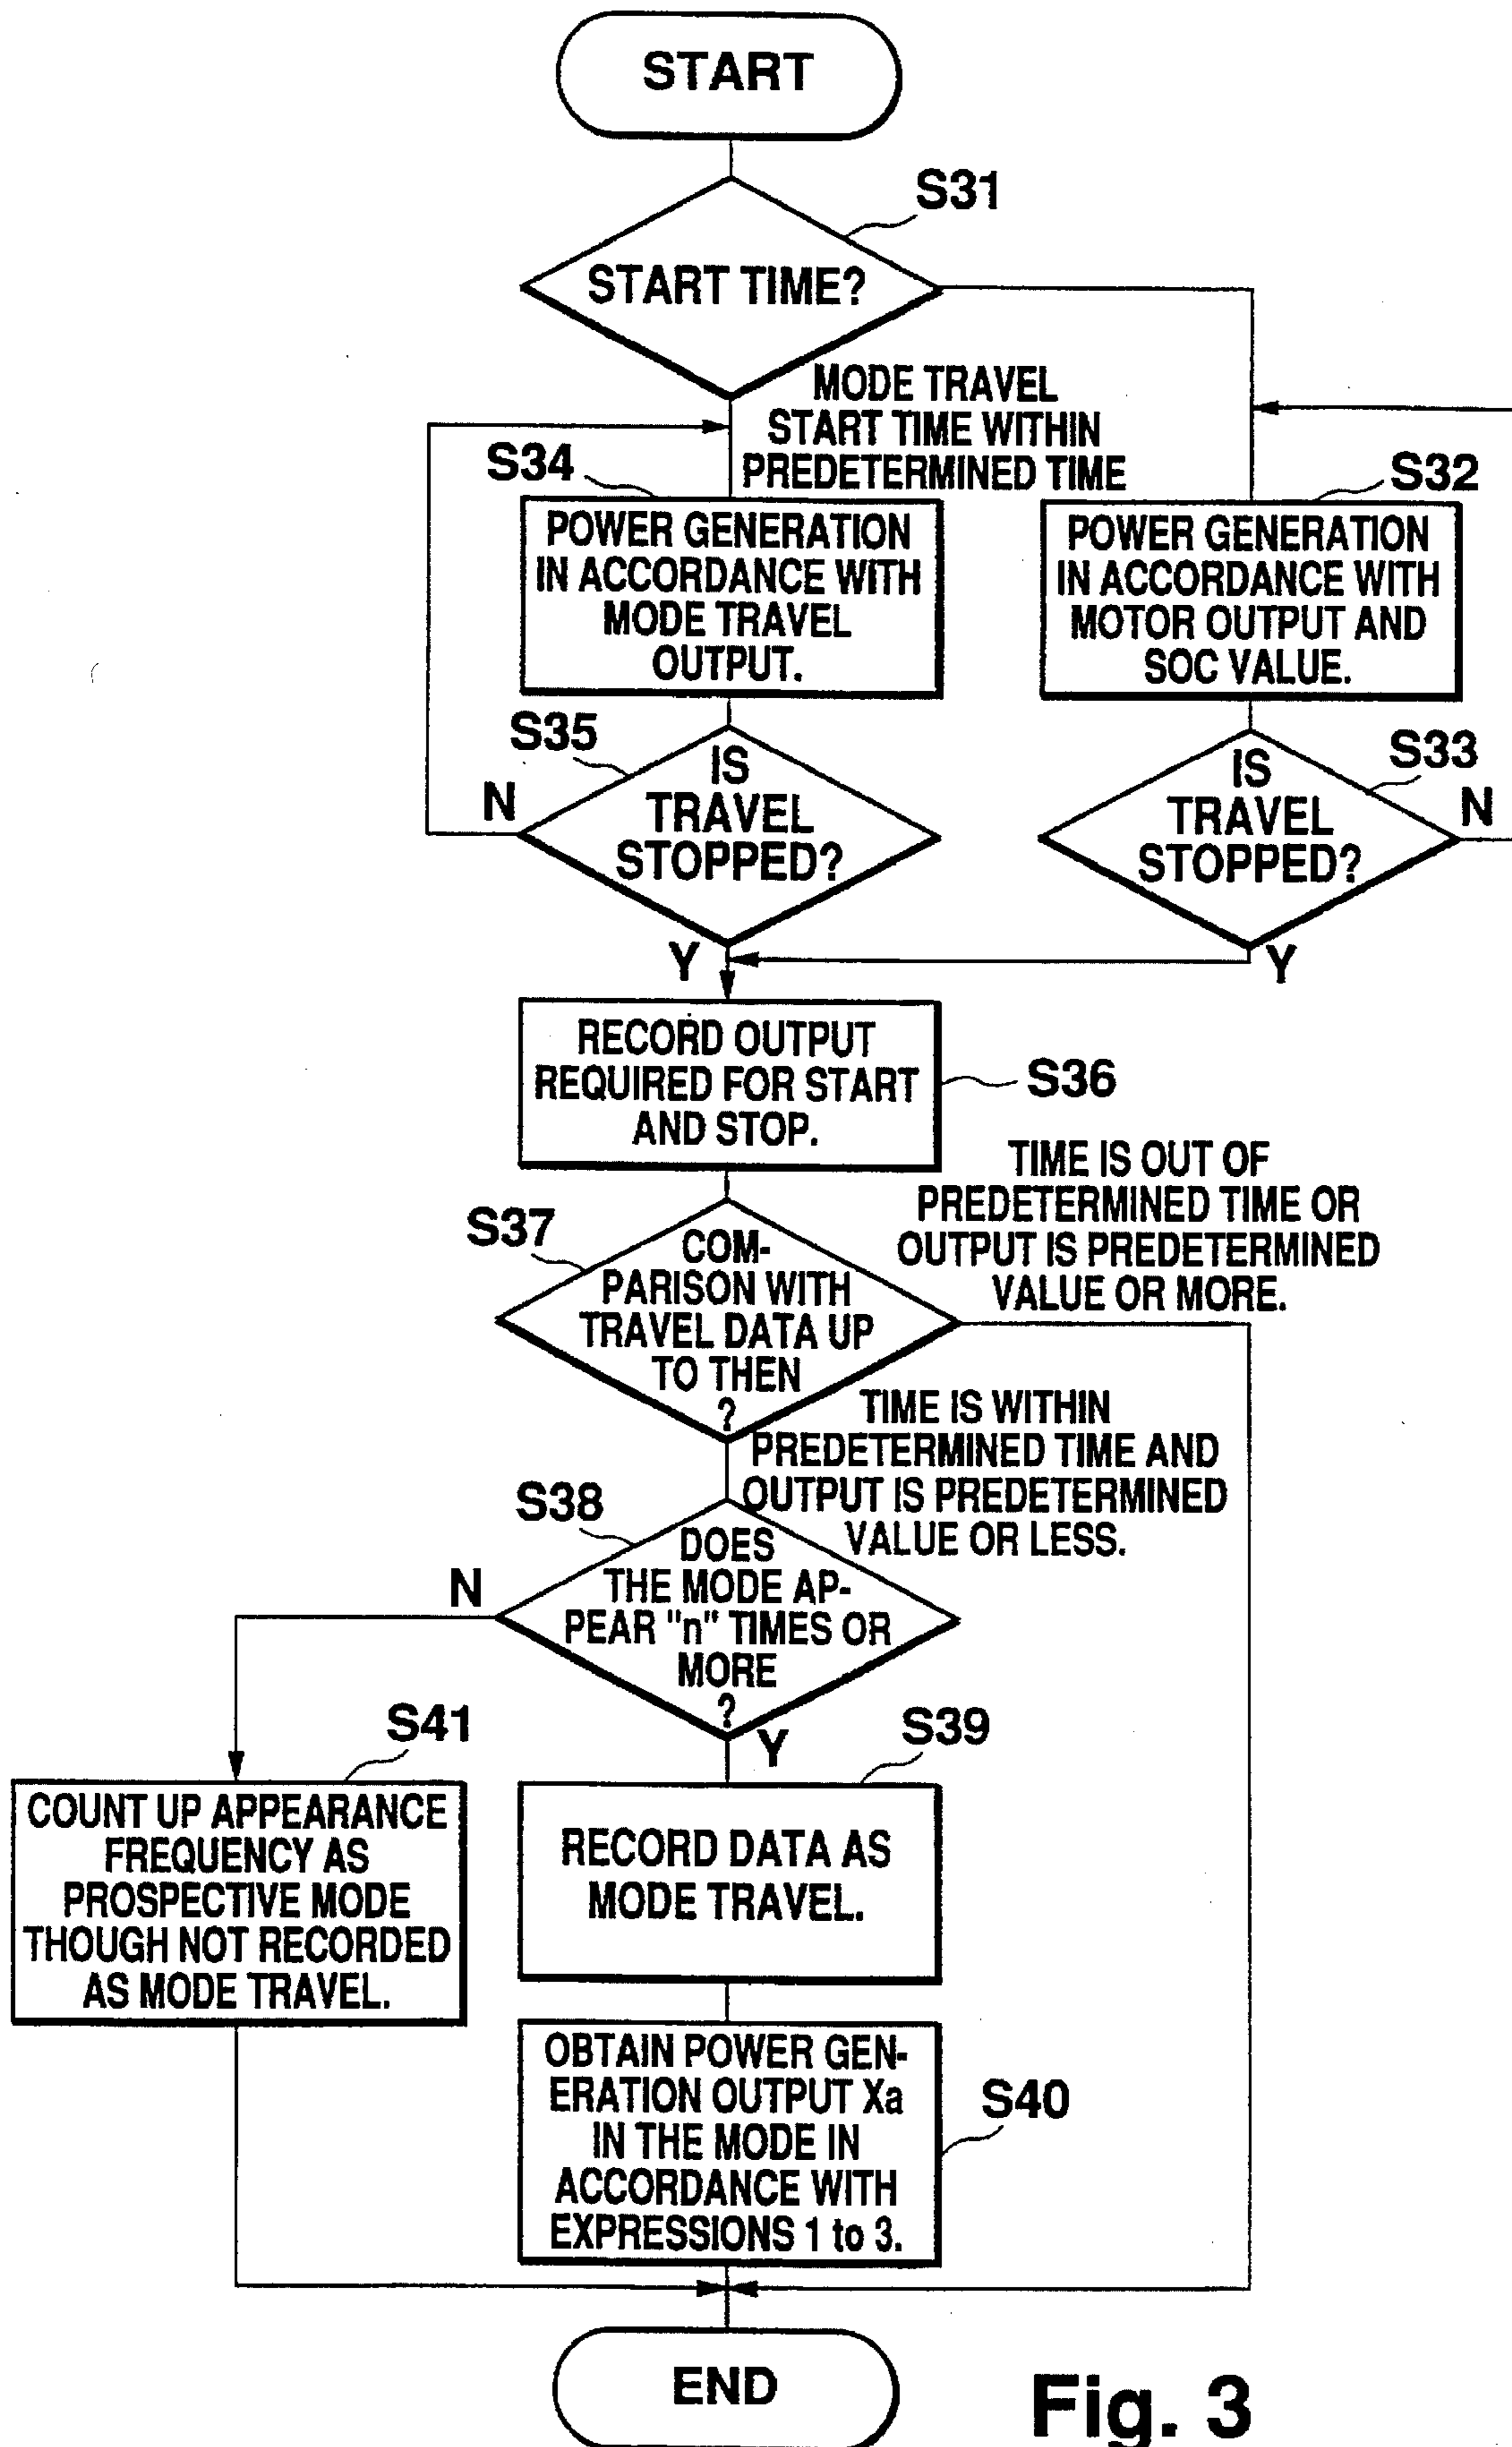 START
S31
START TIME?
MODE TRAVEL
START TIME WITHIN
PREDETERMINED TIME
S34
POWER GENERATION
IN ACCORDANCE WITH
MODE TRAVEL
OUTPUT.
S32
POWER GENERATION
IN ACCORDANCE WITH
MOTOR OUTPUT AND
SOC VALUE.
S35
IS
TRAVEL
STOPPED?
N
Y
S33
IS
TRAVEL
STOPPED?
N
Y
RECORD OUTPUT
REQUIRED FOR START
AND STOP.
S36
S37
COM-
PARISON WITH
TRAVEL DATA UP
TO THEN
?
TIME IS OUT OF
PREDETERMINED TIME OR
OUTPUT IS PREDETERMINED
VALUE OR MORE.
TIME IS WITHIN
PREDETERMINED TIME AND
OUTPUT IS PREDETERMINED
VALUE OR LESS.
S38
DOES
THE MODE AP-
PEAR "n" TIMES OR
MORE
?
N
Y
S41
COUNT UP APPEARANCE
FREQUENCY AS
PROSPECTIVE MODE
THOUGH NOT RECORDED
AS MODE TRAVEL.
S39
RECORD DATA AS
MODE TRAVEL.
OBTAIN POWER GEN-
ERATION OUTPUT Xa
IN THE MODE IN
ACCORDANCE WITH
EXPRESSIONS 1 to 3.
S40
END
Fig. 3